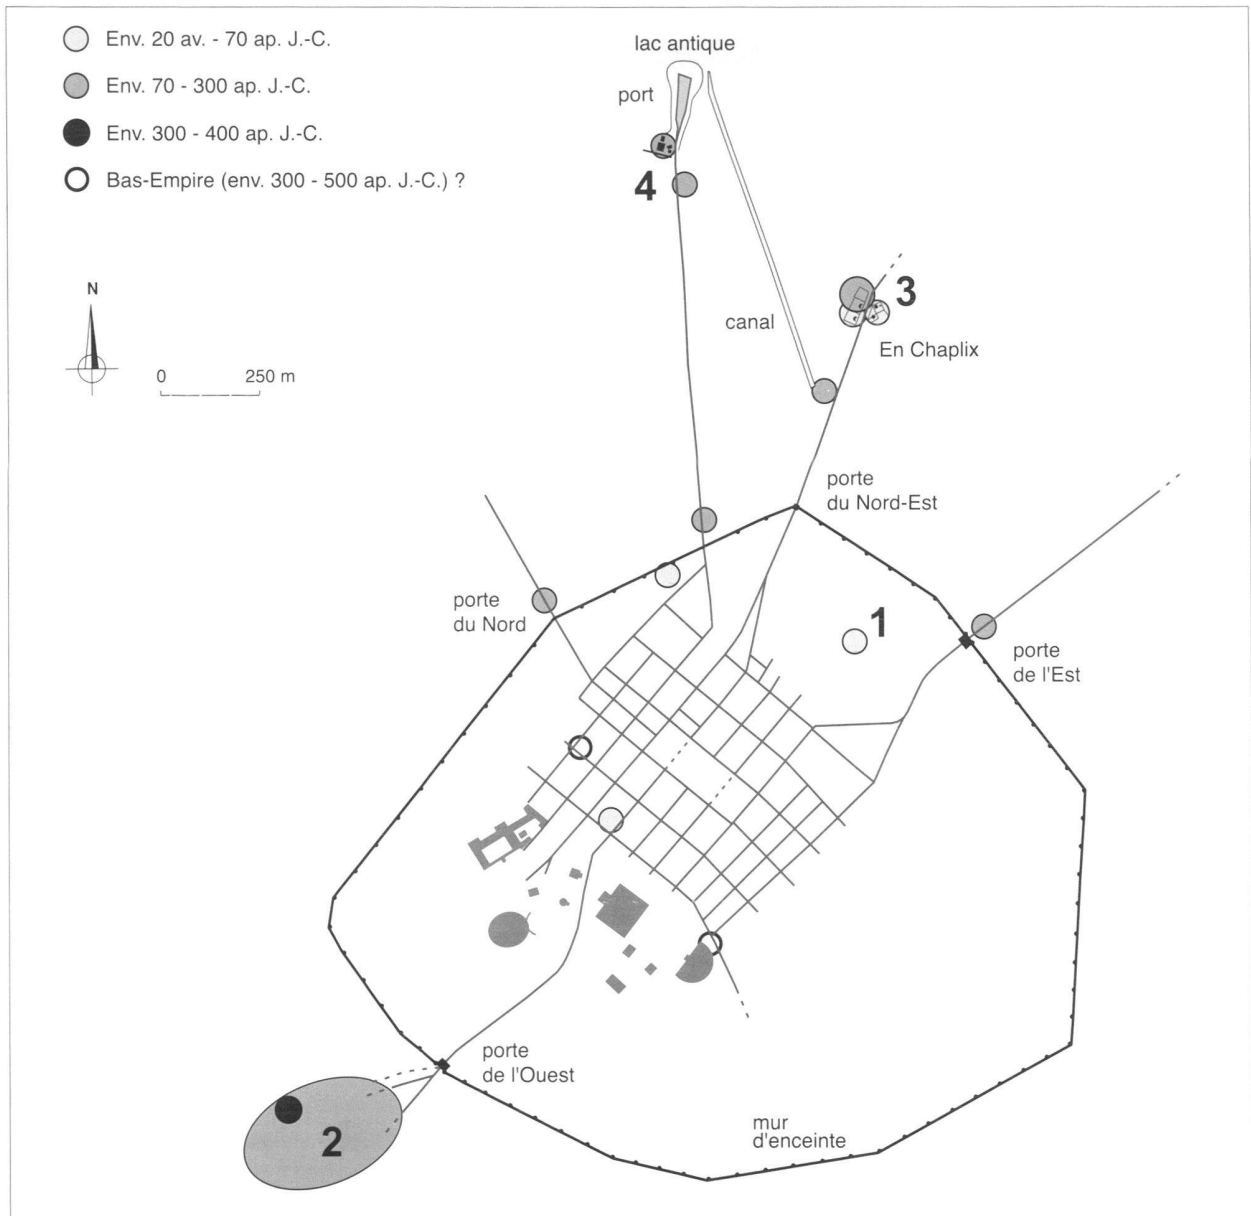 Env. 20 av. - 70 ap. J.-C.
Env. 70 - 300 ap. J.-C.
Env. 300 - 400 ap. J.-C.
Bas-Empire (env. 300 - 500 ap. J.-C.) ?
lac antique
port
4
N
0 250 m
canal
3
En Chaplix
porte
du Nord-Est
porte
du Nord
1
porte
de l'Est
porte
de l'Ouest
2
mur
d'enceinte